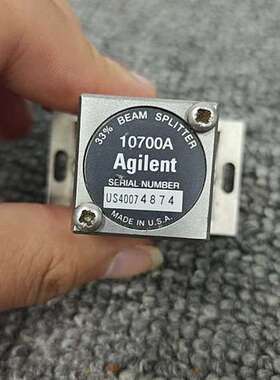 33% BEAM SPLITTER
10700A
Agilent
SERIAL NUMBER
US40074874
MADE IN U.S.A.